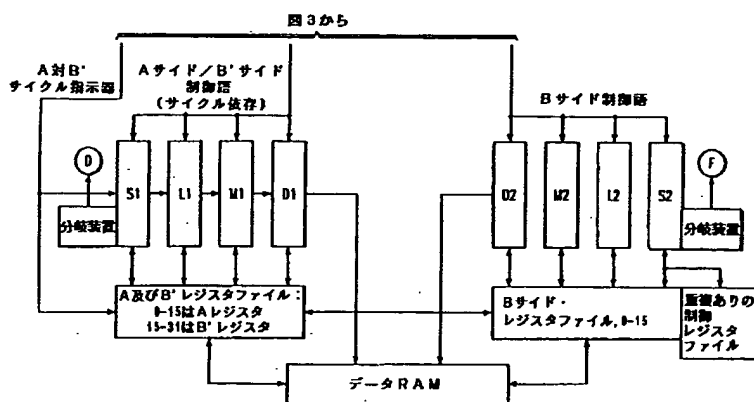 図3から
A対B'
サイクル指示器
Aサイド/B'サイド
制御語
(サイクル依存)
Bサイド制御語
D
S1
L1
M1
D1
D2
M2
L2
S2
F
分岐装置
分岐装置
A及びB'レジスタファイル:
0-15はAレジスタ
15-31はB'レジスタ
Bサイド・
レジスタファイル,0-15
重複ありの
制御
レジスタ
ファイル
データRAM